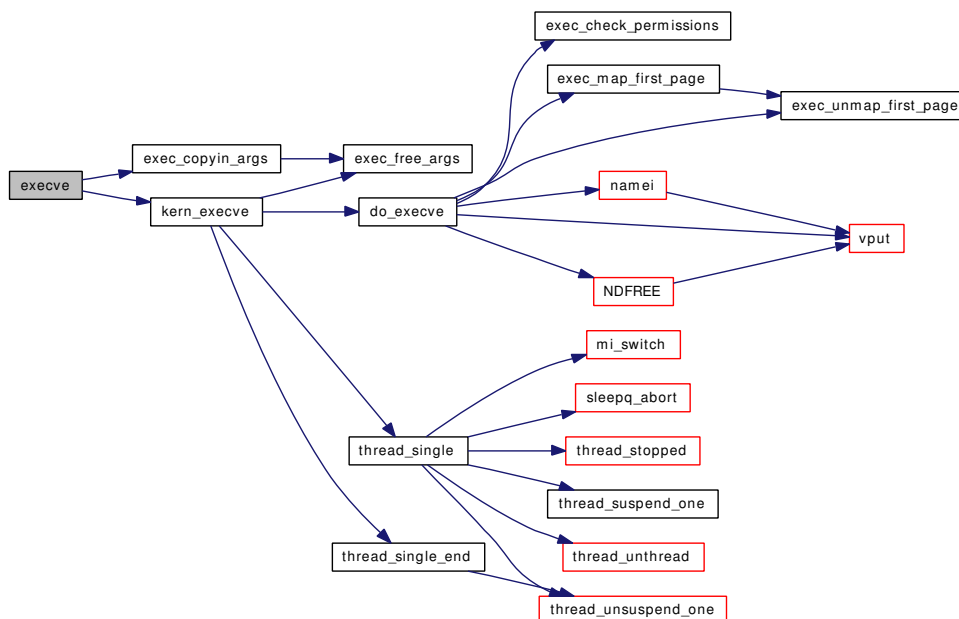 exec_check_permissions
exec_map_first_page
exec_unmap_first_page
exec_copyin_args
exec_free_args
execve
namei
kern_execve
do_execve
vput
NDFREE
mi_switch
sleepq_abort
thread_single
thread_stopped
thread_suspend_one
thread_single_end
thread_unthread
thread_unsuspend_one